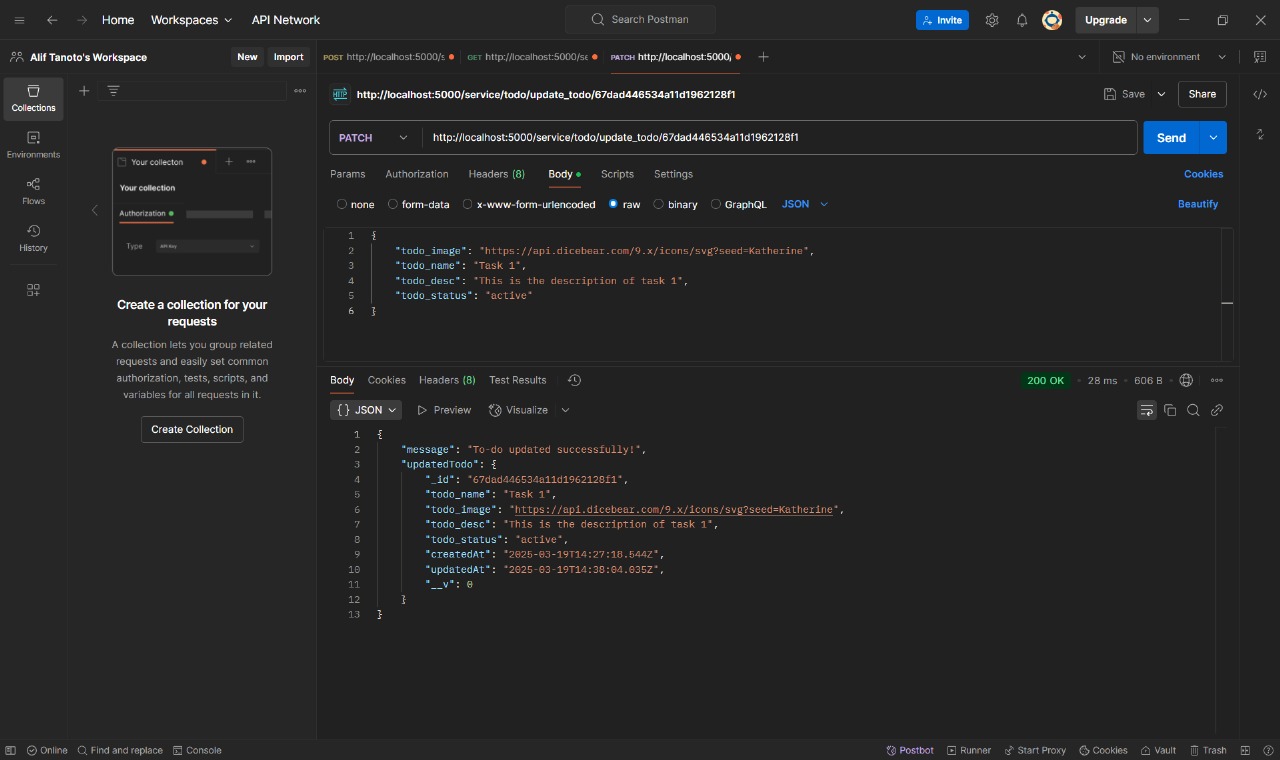 Home Workspaces API Network Search Postman Invite Upgrade
Alif Tanoto's Workspace New Import
POST http://localhost:5000/s GET http://localhost:5000/se PATCH http://localhost:5000/ No environment
Collections
Environments
Flows
History
Your collecton
Your collection
Authorization
Type API Key
Create a collection for your
requests
A collection lets you group related
requests and easily set common
authorization, tests, scripts, and
variables for all requests in it.
Create Collection
HTTP http://localhost:5000/service/todo/update_todo/67dad446534a11d1962128f1 Save Share
PATCH http://localhost:5000/service/todo/update_todo/67dad446534a11d1962128f1 Send
Params Authorization Headers (8) Body Scripts Settings Cookies
none form-data x-www-form-urlencoded raw binary GraphQL JSON Beautify
1 {
2 "todo_image": "https://api.dicebear.com/9.x/icons/svg?seed=Katherine",
3 "todo_name": "Task 1",
4 "todo_desc": "This is the description of task 1",
5 "todo_status": "active"
6 }
Body Cookies Headers (8) Test Results 200 OK 28 ms 606 B
{} JSON Preview Visualize
1 {
2 "message": "To-do updated successfully!",
3 "updatedTodo": {
4 "_id": "67dad446534a11d1962128f1",
5 "todo_name": "Task 1",
6 "todo_image": "https://api.dicebear.com/9.x/icons/svg?seed=Katherine",
7 "todo_desc": "This is the description of task 1",
8 "todo_status": "active",
9 "createdAt": "2025-03-19T14:27:18.544Z",
10 "updatedAt": "2025-03-19T14:38:04.035Z",
11 "__v": 0
12 }
13 }
Online Find and replace Console Postbot Runner Start Proxy Cookies Vault Trash